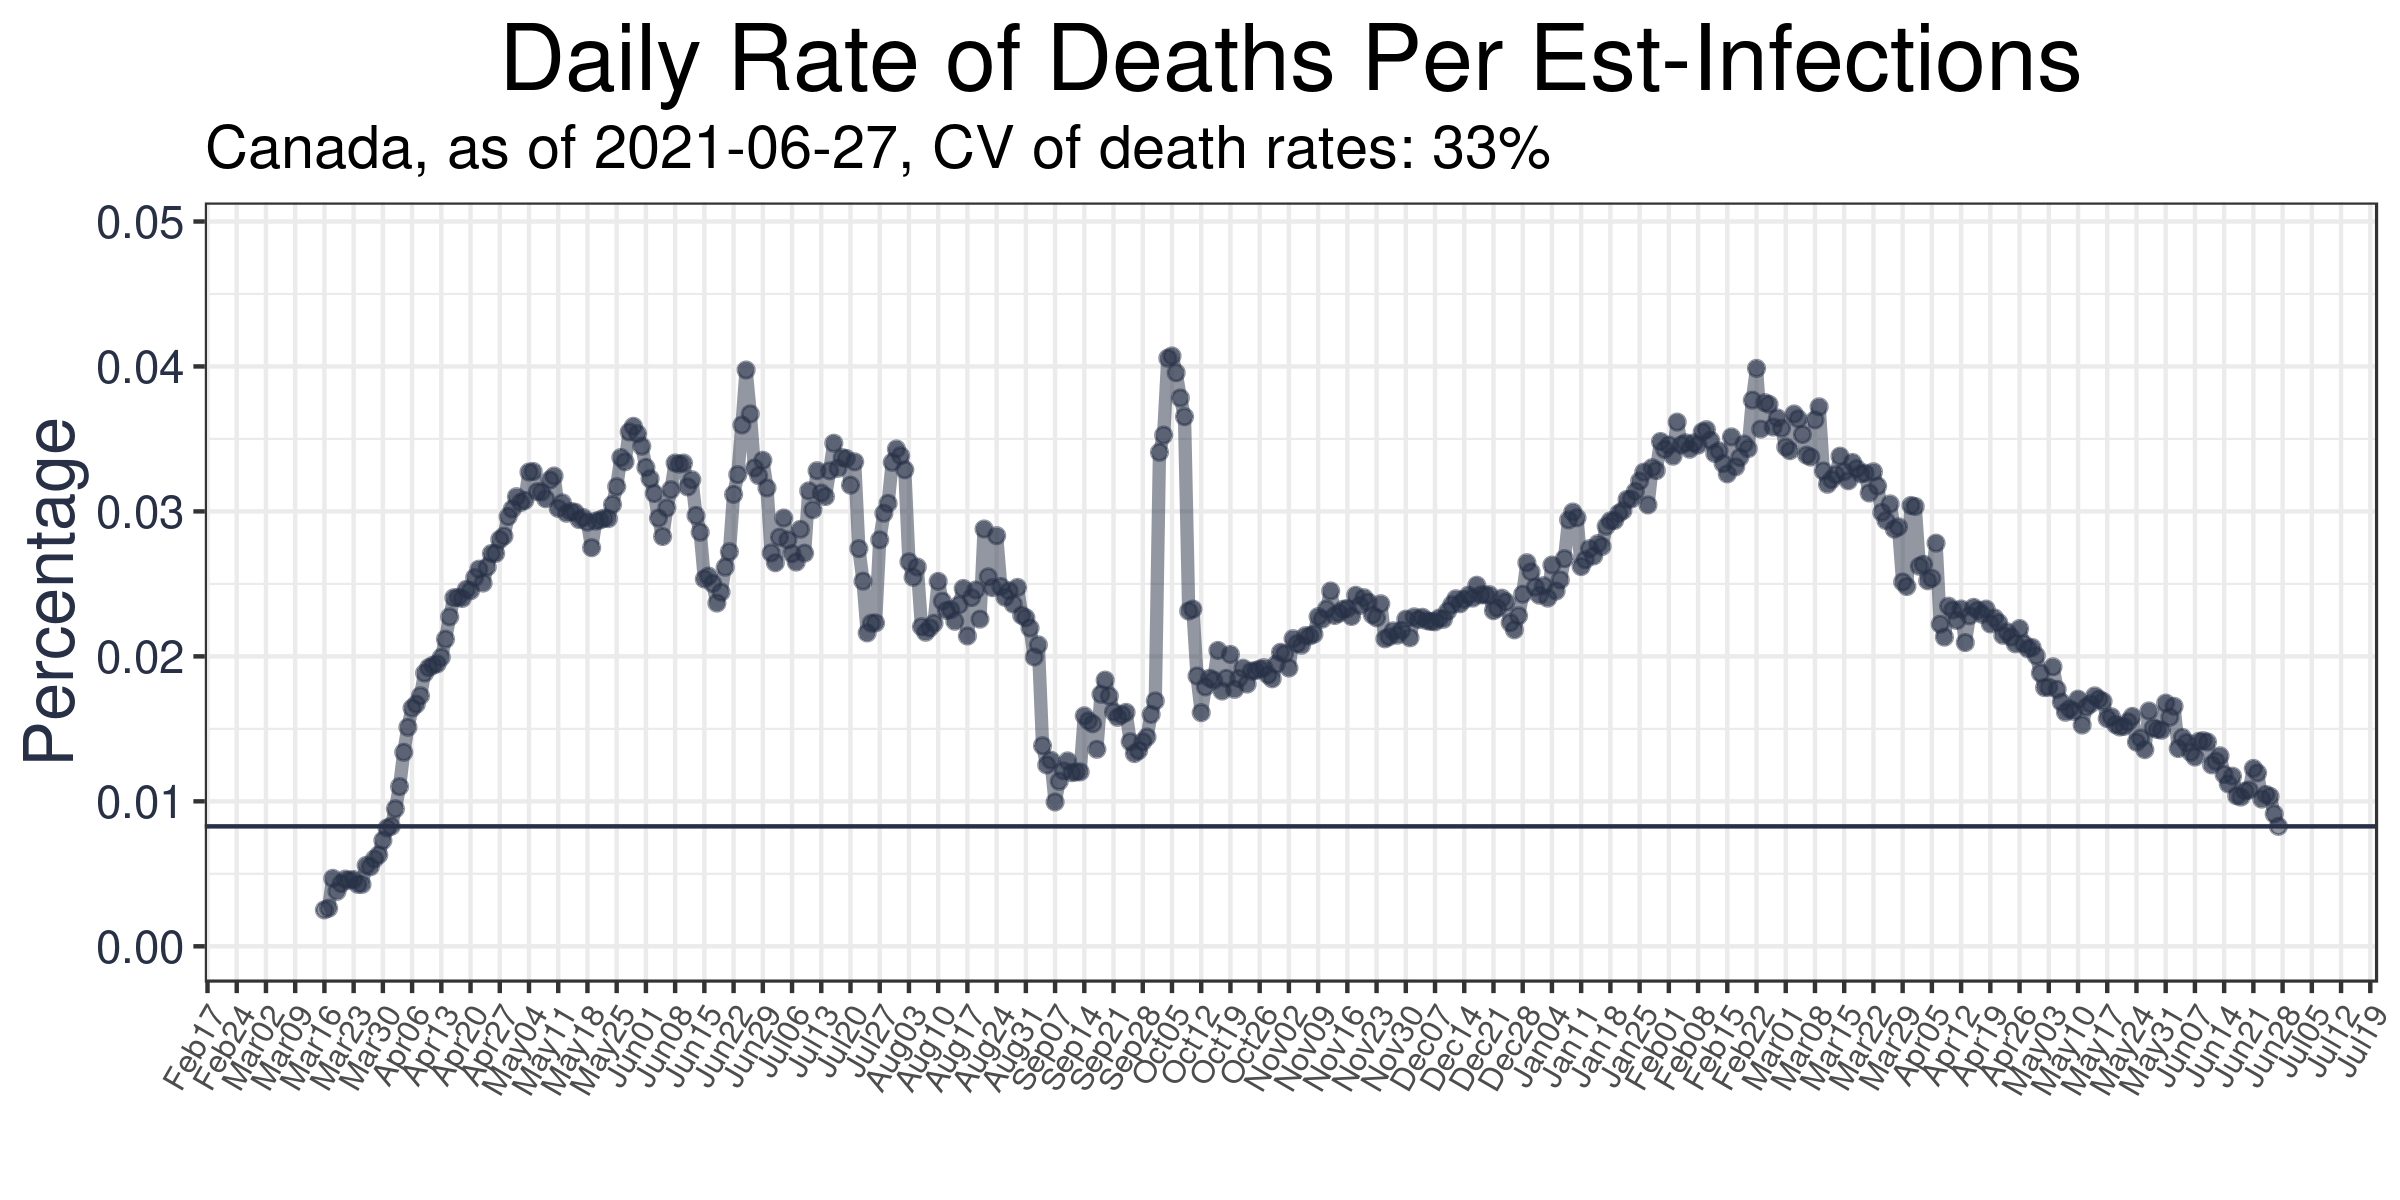 Daily Rate of Deaths Per Est-Infections
Canada, as of 2021-06-27, CV of death rates: 33%
Percentage
0.05
0.04
0.03
0.02
0.01
0.00
Feb17
Feb24
Mar02
Mar09
Mar16
Mar23
Mar30
Apr06
Apr13
Apr20
Apr27
May04
May11
May18
May25
Jun01
Jun08
Jun15
Jun22
Jun29
Jul06
Jul13
Jul20
Jul27
Aug03
Aug10
Aug17
Aug24
Aug31
Sep07
Sep14
Sep21
Sep28
Oct05
Oct12
Oct19
Oct26
Nov02
Nov09
Nov16
Nov23
Nov30
Dec07
Dec14
Dec21
Dec28
Jan04
Jan11
Jan18
Jan25
Feb01
Feb08
Feb15
Feb22
Mar01
Mar08
Mar15
Mar22
Mar29
Apr05
Apr12
Apr19
Apr26
May03
May10
May17
May24
May31
Jun07
Jun14
Jun21
Jun28
Jul05
Jul12
Jul19